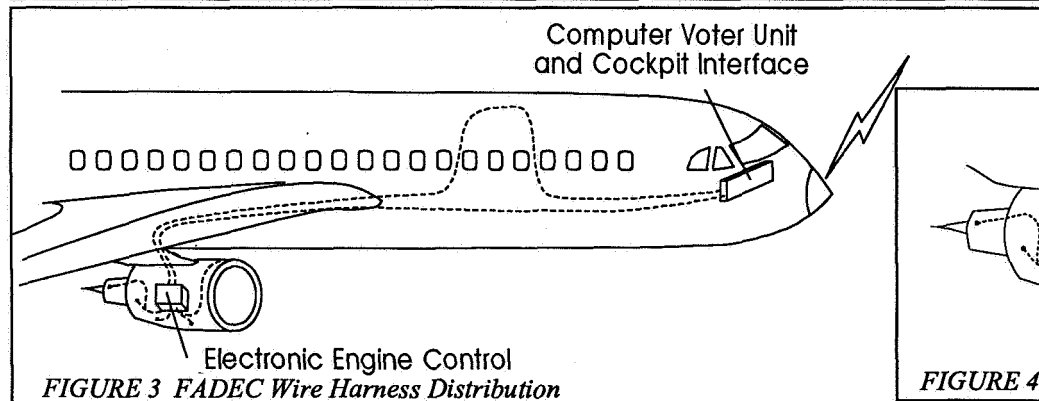 Computer Voter Unit
and Cockpit Interface
Electronic Engine Control
FIGURE 3 FADEC Wire Harness Distribution
FIGURE 4